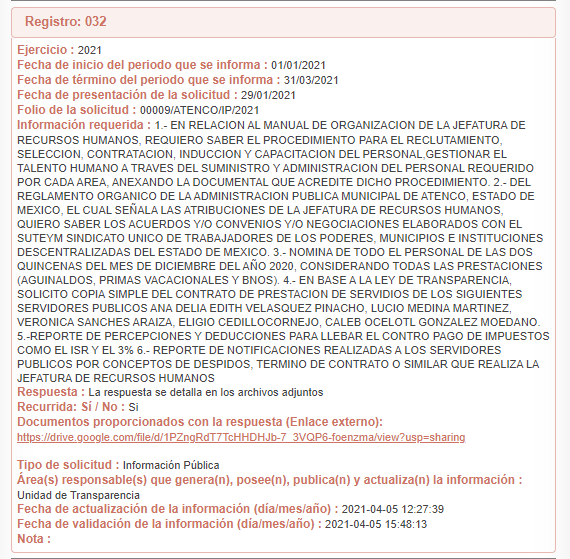 Registro: 032
Ejercicio : 2021
Fecha de inicio del periodo que se informa : 01/01/2021
Fecha de término del periodo que se informa : 31/03/2021
Fecha de presentación de la solicitud : 29/01/2021
Folio de la solicitud : 00009/ATENCO/IP/2021
Información requerida : 1.- EN RELACION AL MANUAL DE ORGANIZACION DE LA JEFATURA DE
RECURSOS HUMANOS, REQUIERO SABER EL PROCEDIMIENTO PARA EL RECLUTAMIENTO,
SELECCION, CONTRATACION, INDUCCION Y CAPACITACION DEL PERSONAL,GESTIONAR EL
TALENTO HUMANO A TRAVES DEL SUMINISTRO Y ADMINISTRACION DEL PERSONAL REQUERIDO
POR CADA AREA, ANEXANDO LA DOCUMENTAL QUE ACREDITE DICHO PROCEDIMIENTO. 2.- DEL
REGLAMENTO ORGANICO DE LA ADMINISTRACION PUBLICA MUNICIPAL DE ATENCO, ESTADO DE
MEXICO, EL CUAL SEÑALA LAS ATRIBUCIONES DE LA JEFATURA DE RECURSOS HUMANOS,
QUIERO SABER LOS ACUERDOS Y/O CONVENIOS Y/O NEGOCIACIONES ELABORADOS CON EL
SUTEYM SINDICATO UNICO DE TRABAJADORES DE LOS PODERES, MUNICIPIOS E INSTITUCIONES
DESCENTRALIZADAS DEL ESTADO DE MEXICO. 3.- NOMINA DE TODO EL PERSONAL DE LAS DOS
QUINCENAS DEL MES DE DICIEMBRE DEL AÑO 2020, CONSIDERANDO TODAS LAS PRESTACIONES
(AGUINALDOS, PRIMAS VACACIONALES Y BNOS). 4.- EN BASE A LA LEY DE TRANSPARENCIA,
SOLICITO COPIA SIMPLE DEL CONTRATO DE PRESTACION DE SERVIDIOS DE LOS SIGUIENTES
SERVIDORES PUBLICOS ANA DELIA EDITH VELASQUEZ PINACHO, LUCIO MEDINA MARTINEZ,
VERONICA SANCHES ARAIZA, ELIGIO CEDILLOCORNEJO, CALEB OCELOTL GONZALEZ MOEDANO.
5.-REPORTE DE PERCEPCIONES Y DEDUCCIONES PARA LLEBAR EL CONTRO PAGO DE IMPUESTOS
COMO EL ISR Y EL 3% 6.- REPORTE DE NOTIFICACIONES REALIZADAS A LOS SERVIDORES
PUBLICOS POR CONCEPTOS DE DESPIDOS, TERMINO DE CONTRATO O SIMILAR QUE REALIZA LA
JEFATURA DE RECURSOS HUMANOS
Respuesta : La respuesta se detalla en los archivos adjuntos
Recurrida: Sí / No : Si
Documentos proporcionados con la respuesta (Enlace externo):
https://drive.google.com/file/d/1PZngRdT7TcHHDHJb-7_3VQP6-foenzma/view?usp=sharing
Tipo de solicitud : Información Pública
Área(s) responsable(s) que genera(n), posee(n), publica(n) y actualiza(n) la información :
Unidad de Transparencia
Fecha de actualización de la información (día/mes/año) : 2021-04-05 12:27:39
Fecha de validación de la información (día/mes/año) : 2021-04-05 15:48:13
Nota :